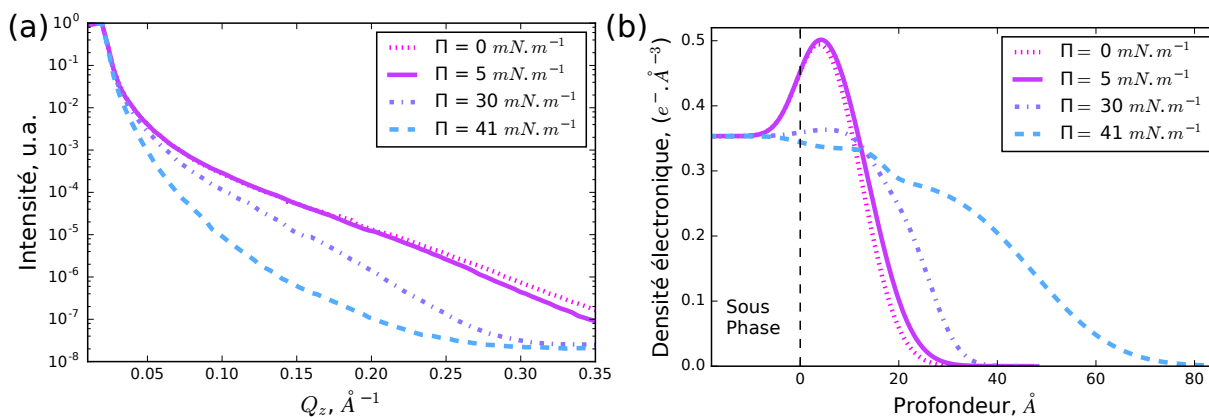 (a)
Intensité, u.a.
10⁰
10⁻¹
10⁻²
10⁻³
10⁻⁴
10⁻⁵
10⁻⁶
10⁻⁷
10⁻⁸
Π = 0 mN.m⁻¹
Π = 5 mN.m⁻¹
Π = 30 mN.m⁻¹
Π = 41 mN.m⁻¹
0.05 0.10 0.15 0.20 0.25 0.30 0.35
Q_z, Å⁻¹
(b)
Densité électronique, (e⁻.Å⁻³)
0.5
0.4
0.3
0.2
0.1
0.0
Π = 0 mN.m⁻¹
Π = 5 mN.m⁻¹
Π = 30 mN.m⁻¹
Π = 41 mN.m⁻¹
Sous
Phase
0 20 40 60 80
Profondeur, Å